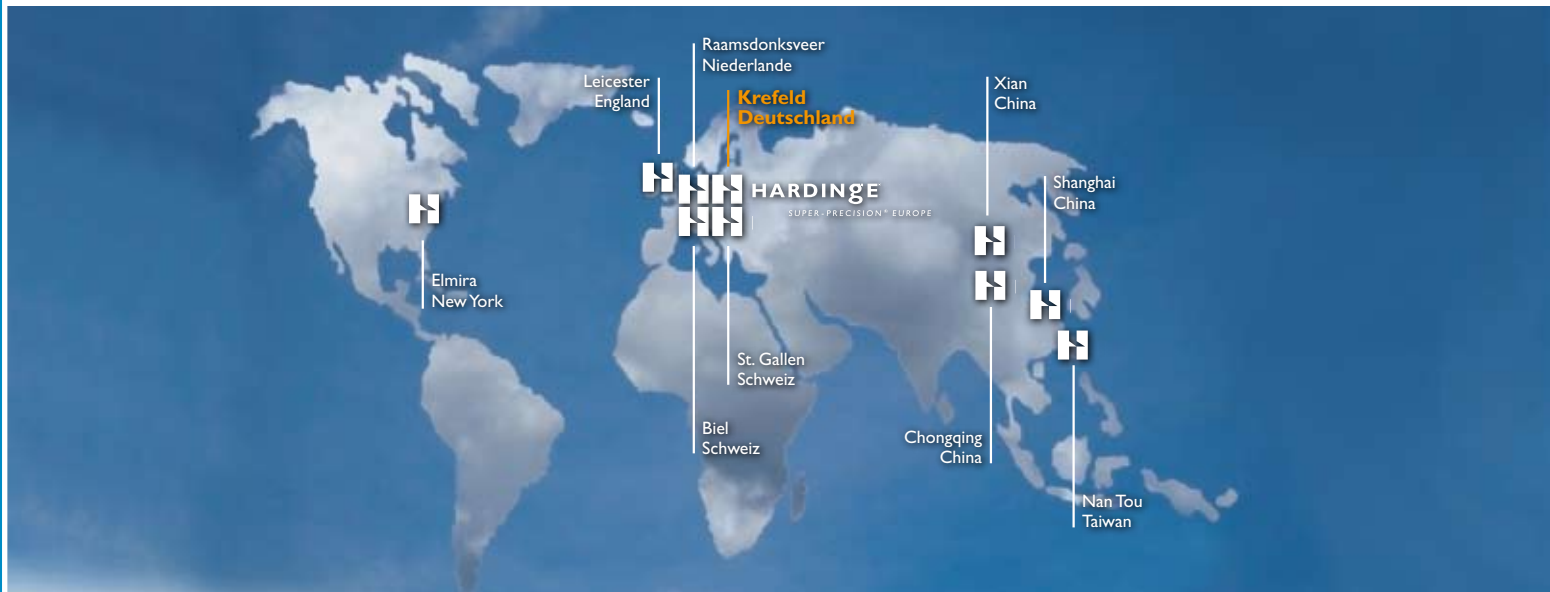 Raamsdonksveer
Niederlande
Leicester
England
Krefeld
Deutschland
Xian
China
HARDINGE
SUPER-PRECISION® EUROPE
Shanghai
China
Elmira
New York
St. Gallen
Schweiz
Biel
Schweiz
Chongqing
China
Nan Tou
Taiwan